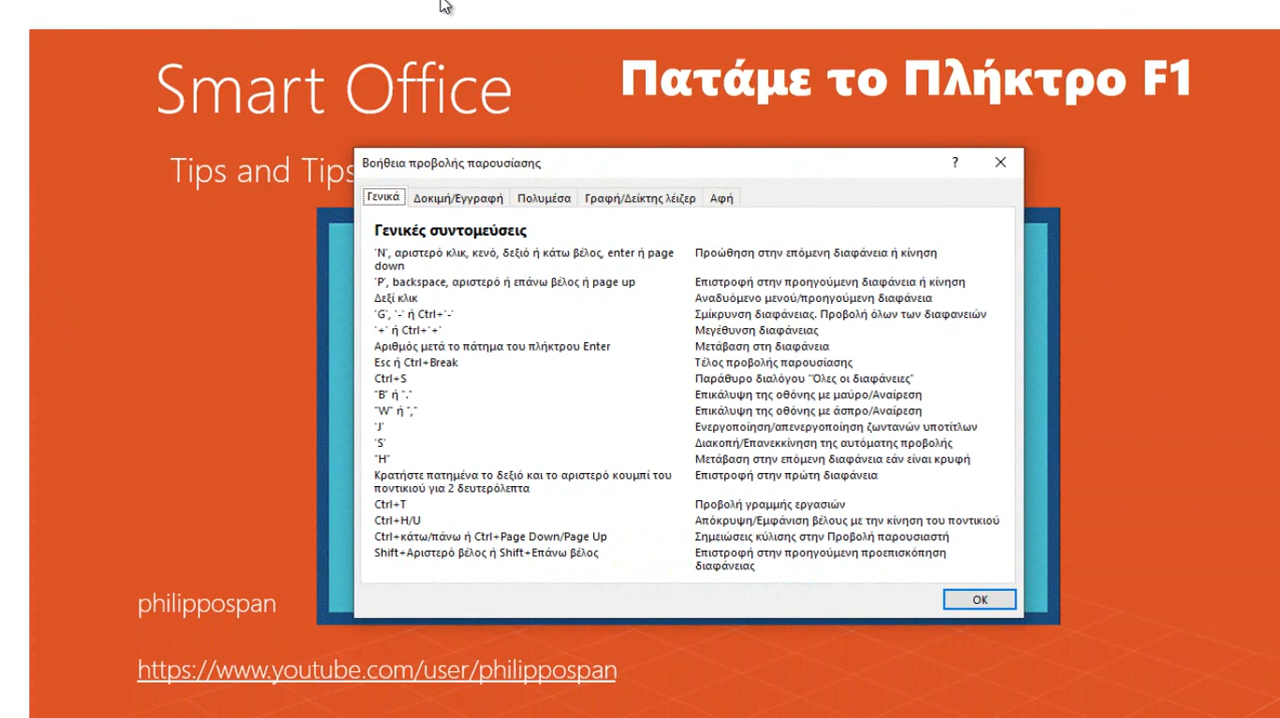 Smart Office
Πατάμε το Πλήκτρο F1
Tips and Tips
Βοήθεια προβολής παρουσίασης
?
Γενικά Δοκιμή/Εγγραφή Πολυμέσα Γραφή/Δείκτης λέιζερ Αφή
Γενικές συντομεύσεις
'N', αριστερό κλικ, κενό, δεξιό ή κάτω βέλος, enter ή page Προώθηση στην επόμενη διαφάνεια ή κίνηση
down
'P', backspace, αριστερό ή επάνω βέλος ή page up Επιστροφή στην προηγούμενη διαφάνεια ή κίνηση
Δεξί κλικ Αναδυόμενο μενού/προηγούμενη διαφάνεια
'G', '-' ή Ctrl+'-' Σμίκρυνση διαφάνειας. Προβολή όλων των διαφανειών
'+' ή Ctrl+'+' Μεγέθυνση διαφάνειας
Αριθμός μετά το πάτημα του πλήκτρου Enter Μετάβαση στη διαφάνεια
Esc ή Ctrl+Break Τέλος προβολής παρουσίασης
Ctrl+S Παράθυρο διαλόγου "Όλες οι διαφάνειες"
"B" ή "." Επικάλυψη της οθόνης με μαύρο/Αναίρεση
"W" ή "," Επικάλυψη της οθόνης με άσπρο/Αναίρεση
'J' Ενεργοποίηση/απενεργοποίηση ζωντανών υποτίτλων
'S' Διακοπή/Επανεκκίνηση της αυτόματης προβολής
"H" Μετάβαση στην επόμενη διαφάνεια εάν είναι κρυφή
Κρατήστε πατημένα το δεξιό και το αριστερό κουμπί του Επιστροφή στην πρώτη διαφάνεια
ποντικιού για 2 δευτερόλεπτα
Ctrl+T Προβολή γραμμής εργασιών
Ctrl+H/U Απόκρυψη/Εμφάνιση βέλους με την κίνηση του ποντικιού
Ctrl+κάτω/πάνω ή Ctrl+Page Down/Page Up Σημειώσεις κύλισης στην Προβολή παρουσιαστή
Shift+Αριστερό βέλος ή Shift+Επάνω βέλος Επιστροφή στην προηγούμενη προεπισκόπηση
διαφάνειας
OK
philippospan
https://www.youtube.com/user/philippospan